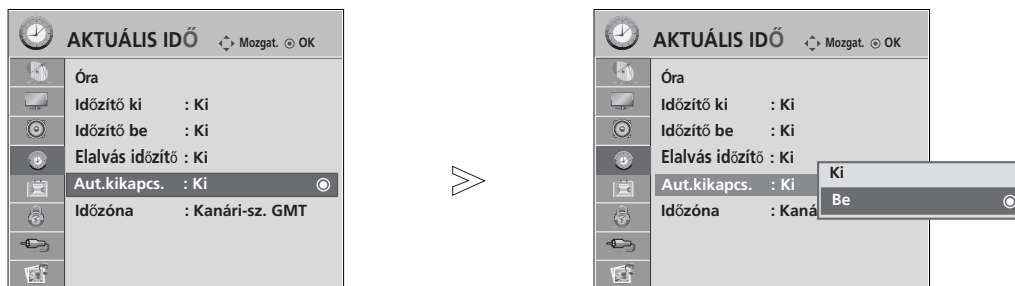 AKTUÁLIS IDŐ Mozgat. OK
Óra
Időzítő ki : Ki
Időzítő be : Ki
Elalvás időzítő : Ki
Aut.kikapcs. : Ki
Időzóna : Kanári-sz. GMT
AKTUÁLIS IDŐ Mozgat. OK
Óra
Időzítő ki : Ki
Időzítő be : Ki
Elalvás időzítő : Ki
Aut.kikapcs. : Ki
Időzóna : Kaná
Ki
Be